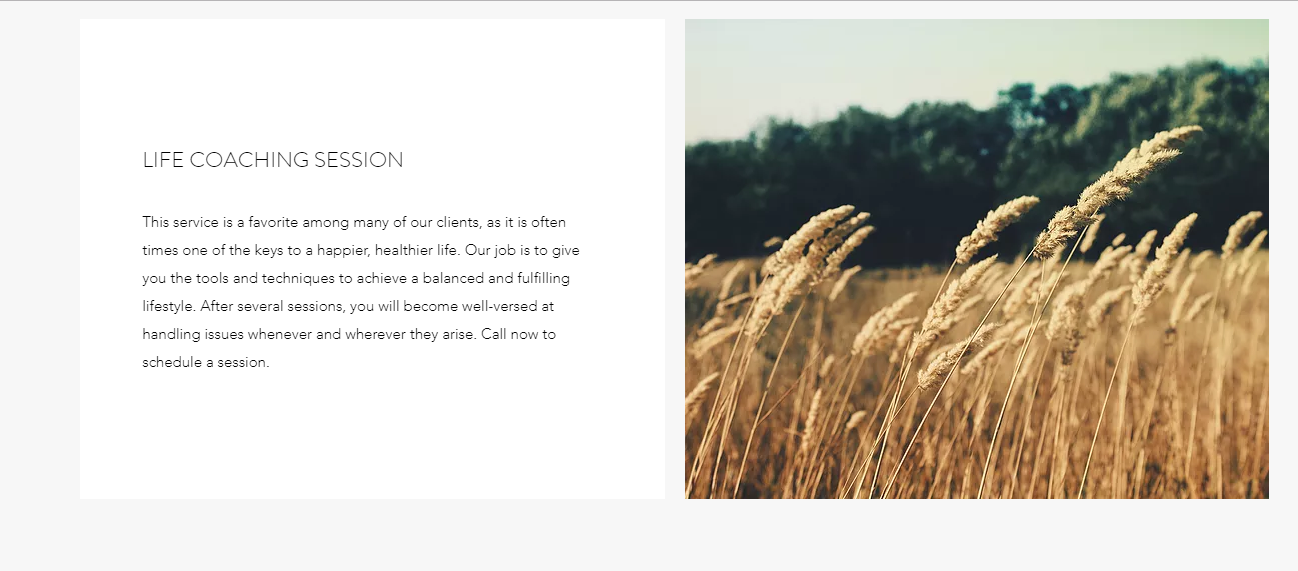 LIFE COACHING SESSION
This service is a favorite among many of our clients, as it is often
times one of the keys to a happier, healthier life. Our job is to give
you the tools and techniques to achieve a balanced and fulfilling
lifestyle. After several sessions, you will become well-versed at
handling issues whenever and wherever they arise. Call now to
schedule a session.